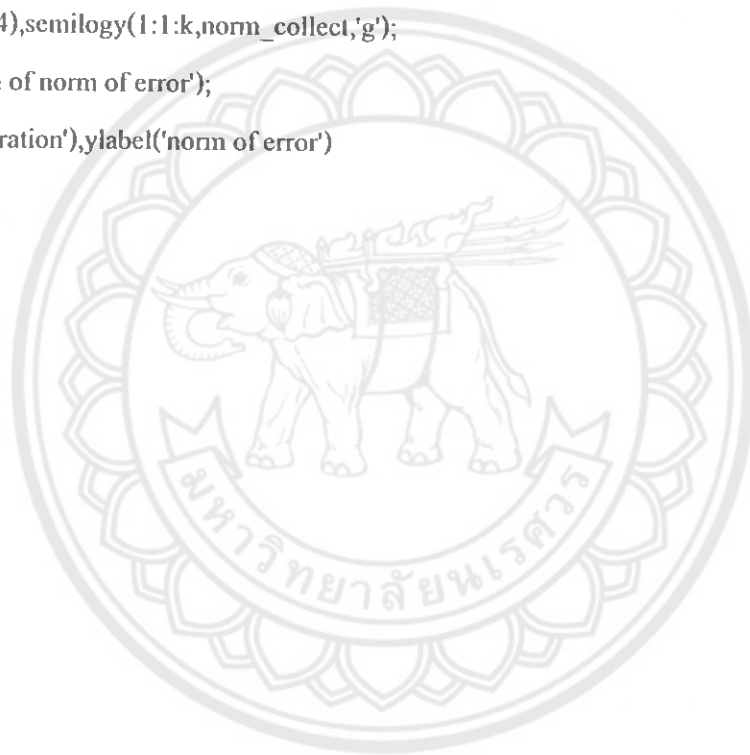 4),semilogy(1:1:k,norm_collect,'g');
of norm of error');
ration'),ylabel('norm of error')
มหาวิทยาลัยนเรศวร